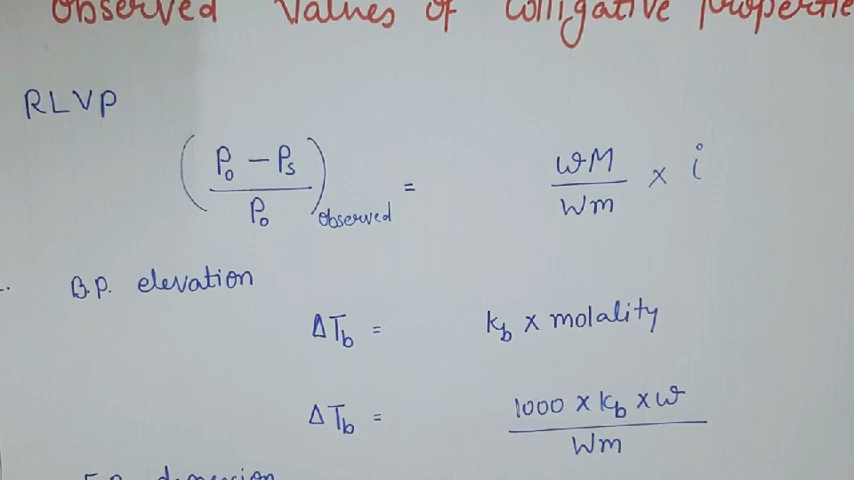 Observed Values of Colligative properties
RLVP
(P₀ - Pₛ / P₀)observed = wM / Wm × i
B.P. elevation
ΔT_b = k_b × molality
ΔT_b = 1000 × k_b × w / Wm